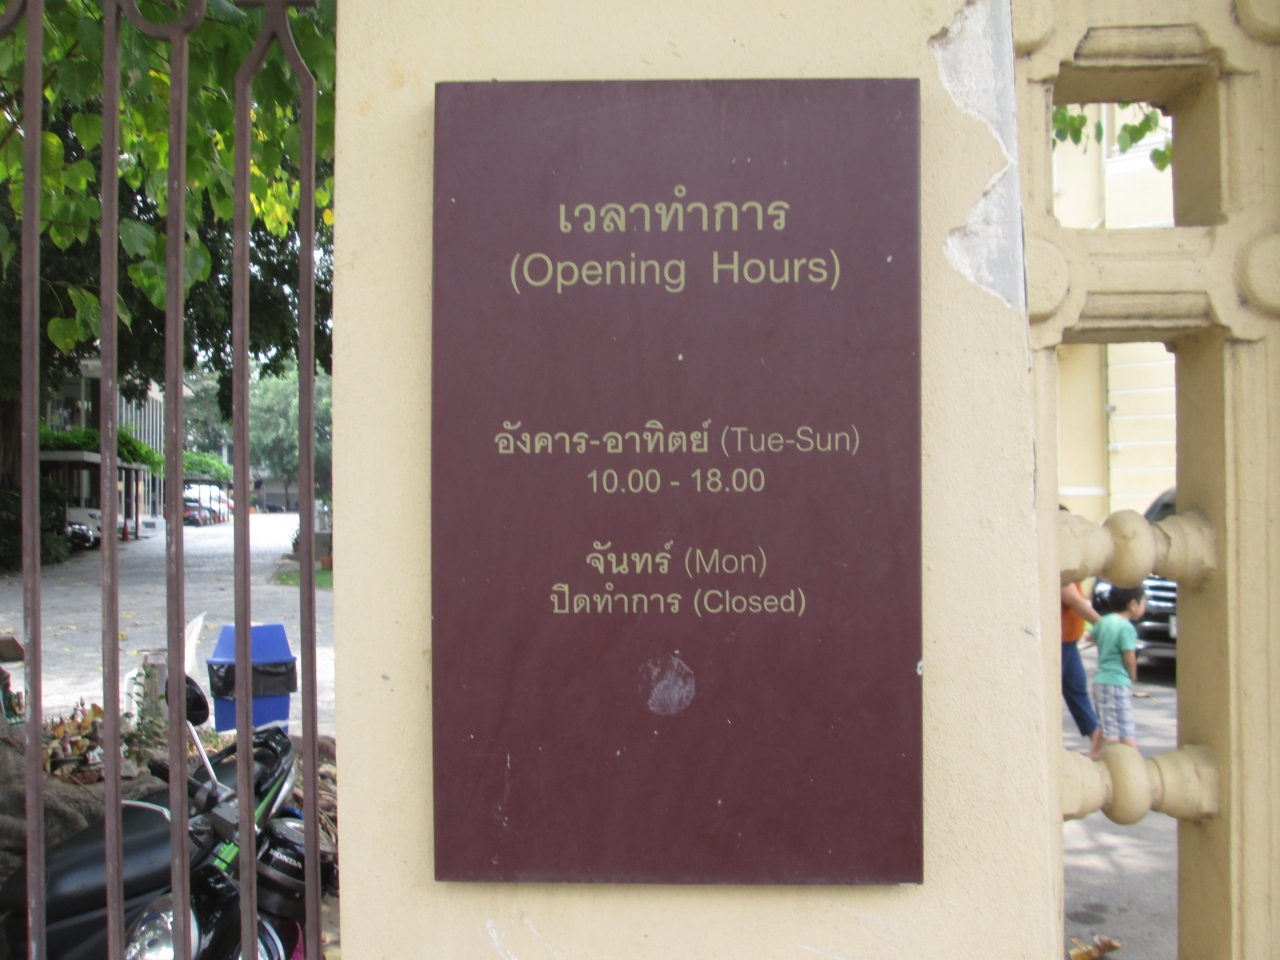 เวลาทำการ
(Opening Hours)
อังคาร-อาทิตย์ (Tue-Sun)
10.00 - 18.00
จันทร์ (Mon)
ปิดทำการ (Closed)
HONDA